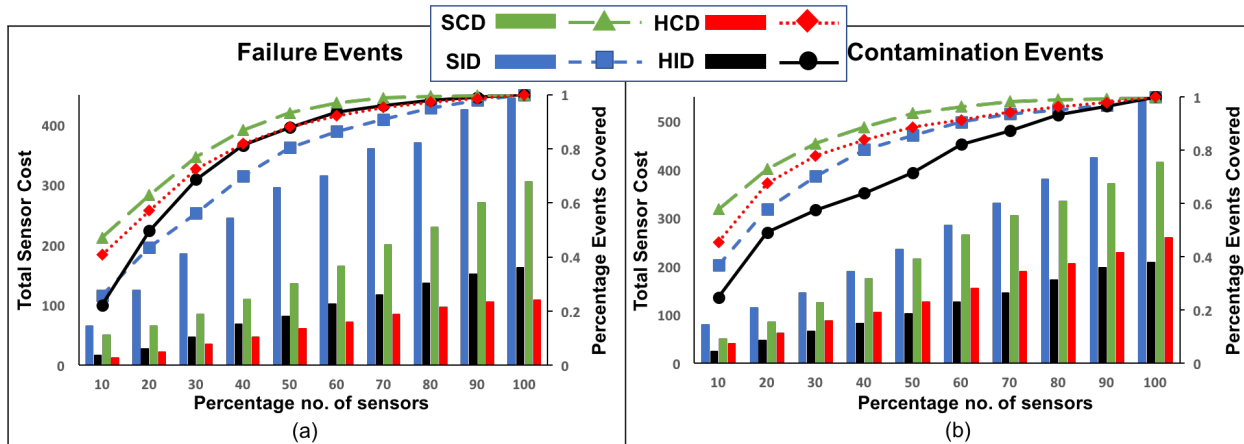 SCD HCD
SID HID
Failure Events
Total Sensor Cost
400
300
200
100
0
1
0.8
0.6
0.4
0.2
0
Percentage Events Covered
10 20 30 40 50 60 70 80 90 100
Percentage no. of sensors
(a)
Contamination Events
Total Sensor Cost
500
400
300
200
100
0
1
0.8
0.6
0.4
0.2
0
Percentage Events Covered
10 20 30 40 50 60 70 80 90 100
Percentage no. of sensors
(b)